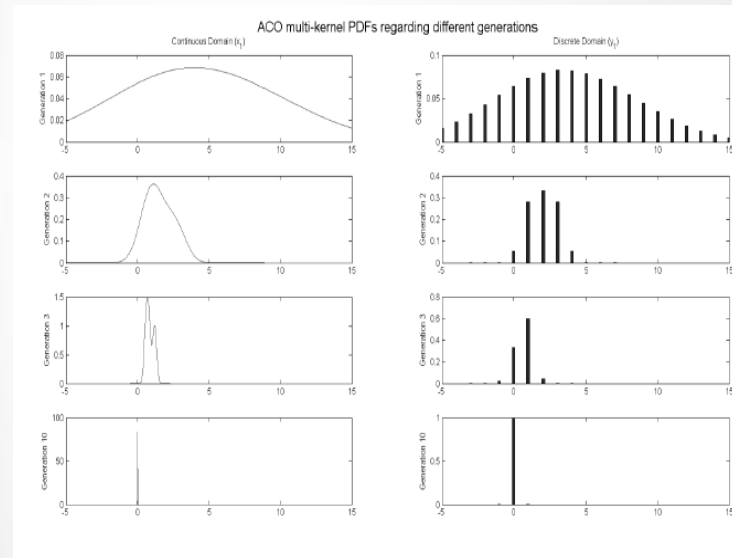 ACO multi-kernel PDFs regarding different generations
Continuous Domain (x1)
Discrete Domain (y1)
Generation 1
0.08
0.06
0.04
0.02
0
-5 0 5 10 15
Generation 1
0.1
0.05
0
-5 0 5 10 15
Generation 2
0.4
0.3
0.2
0.1
0
-5 0 5 10 15
Generation 2
0.4
0.3
0.2
0.1
0
-5 0 5 10 15
Generation 3
1.5
1
0.5
0
-5 0 5 10 15
Generation 3
0.8
0.6
0.4
0.2
0
-5 0 5 10 15
Generation 10
100
50
0
-5 0 5 10 15
Generation 10
1
0.5
0
-5 0 5 10 15